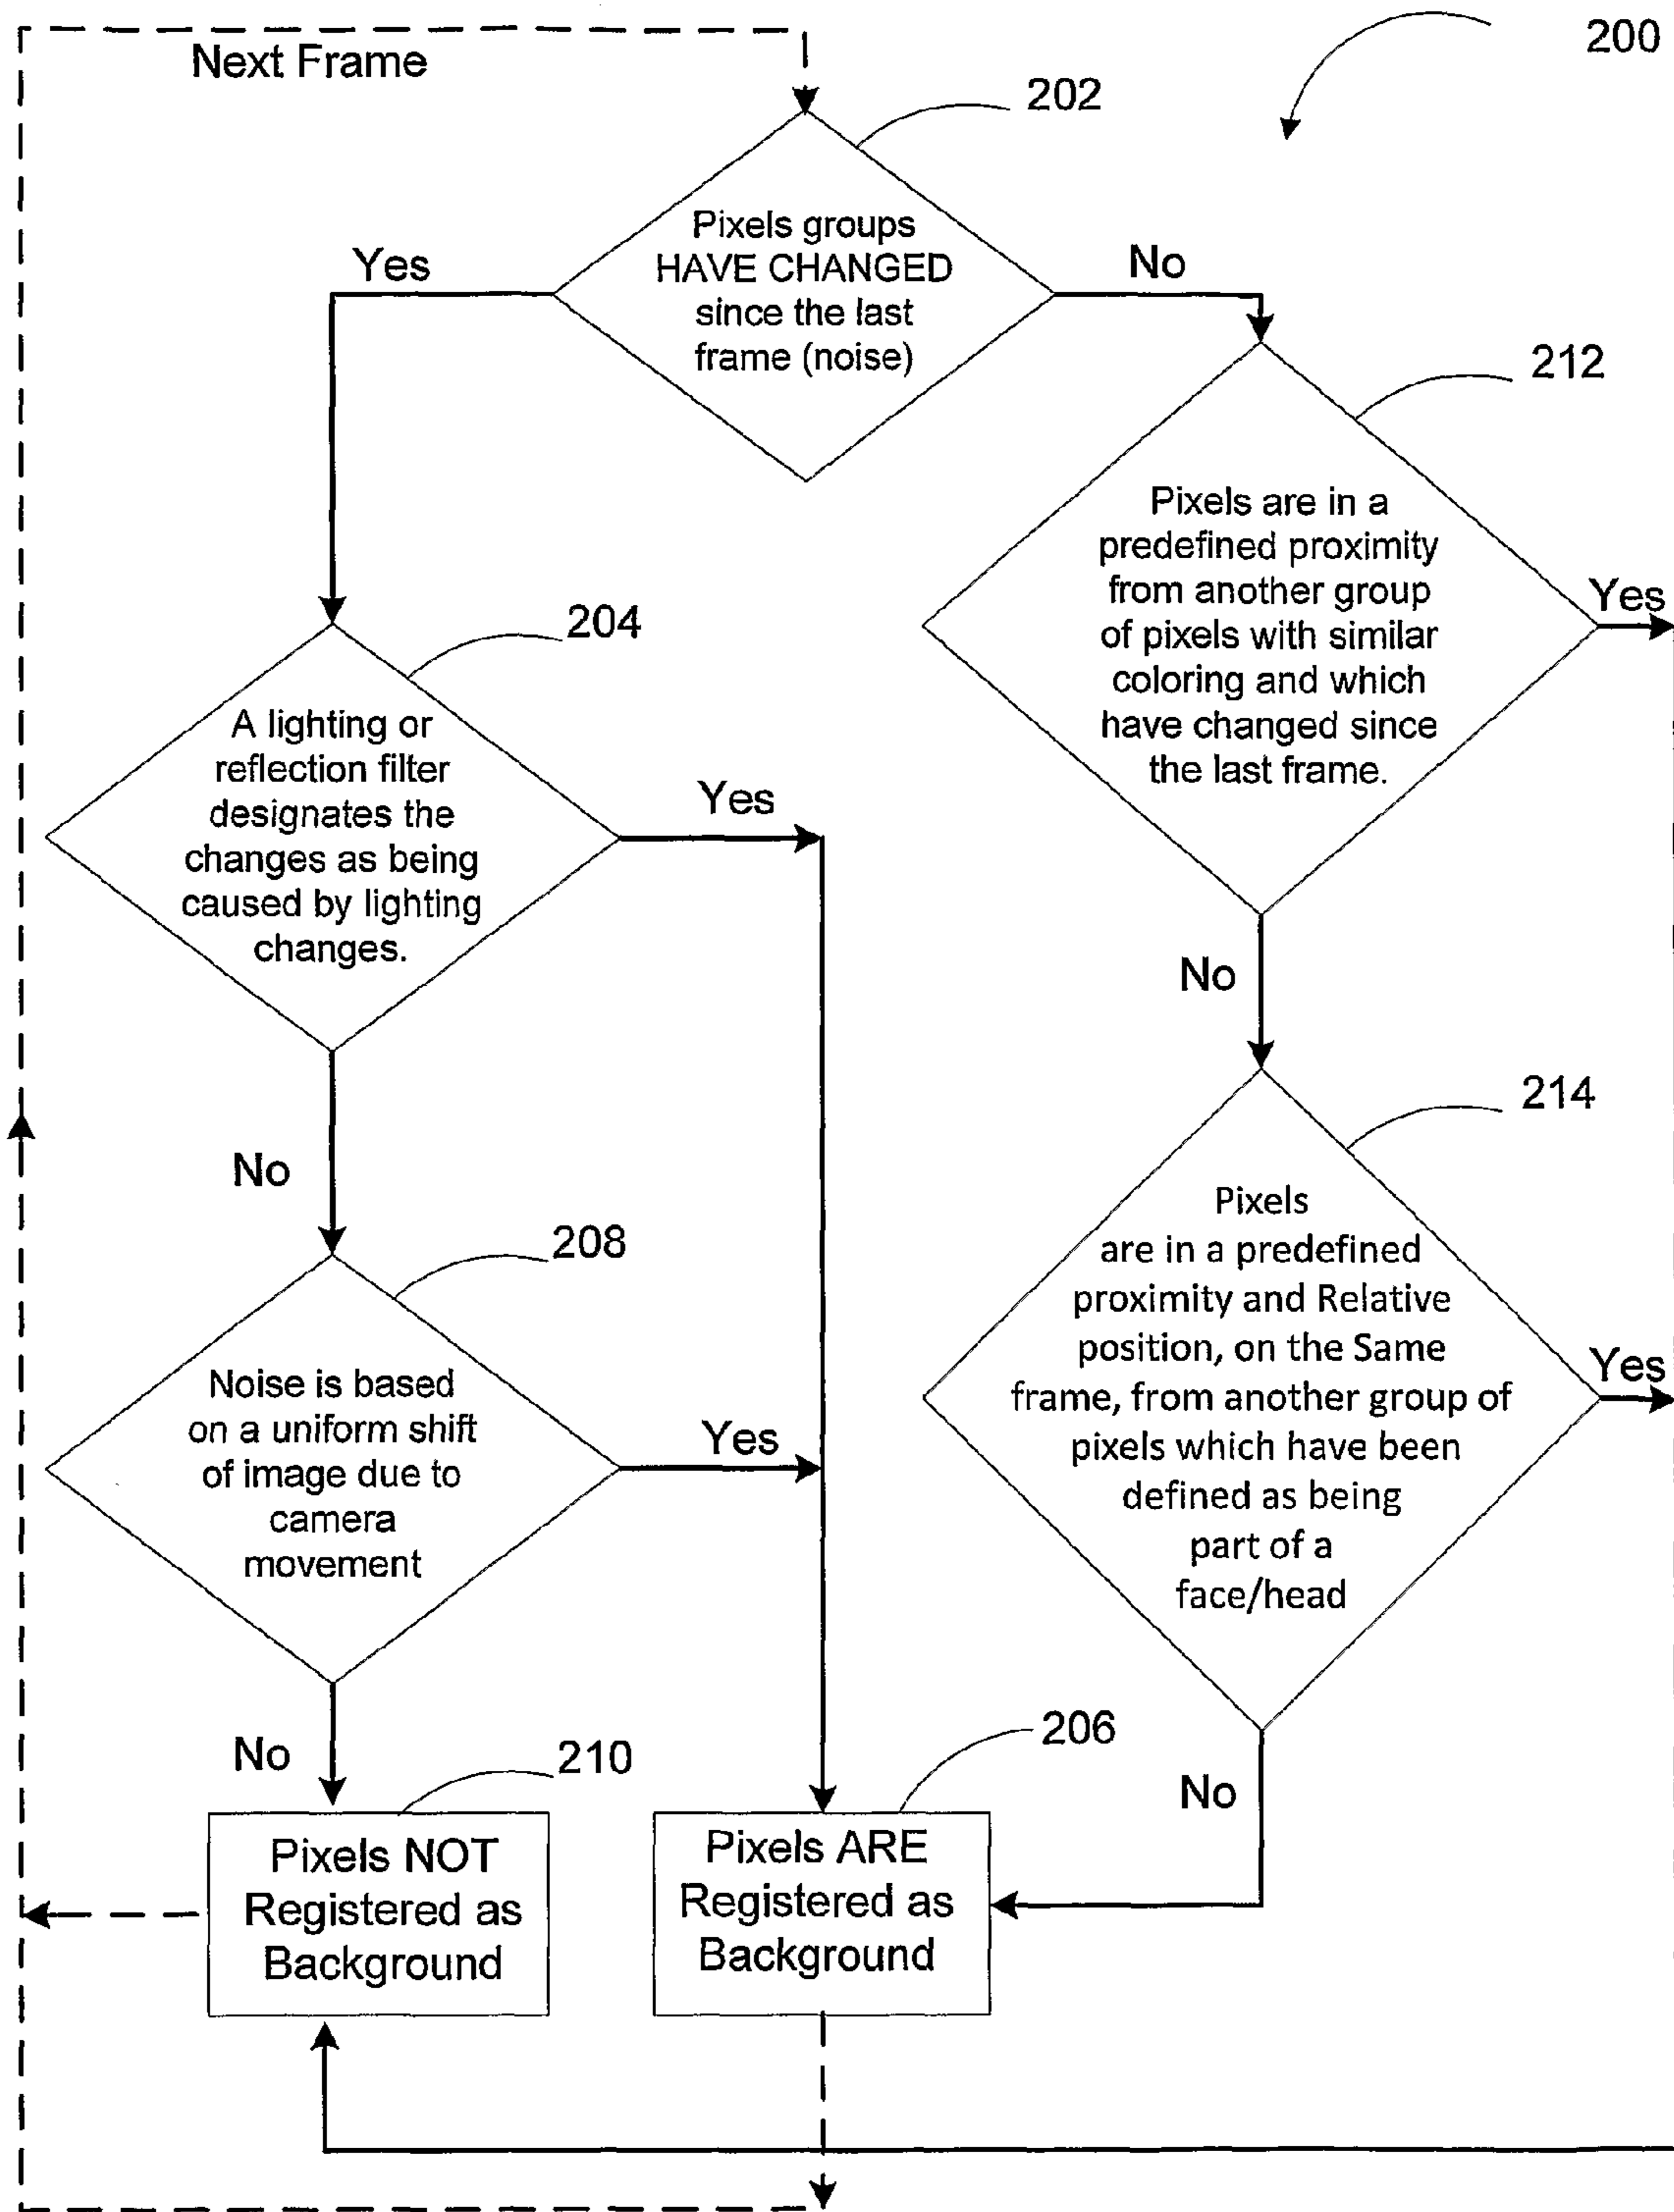 200
Next Frame
202
Pixels groups
HAVE CHANGED
since the last
frame (noise)
Yes
No
212
Pixels are in a
predefined proximity
from another group
of pixels with similar
coloring and which
have changed since
the last frame.
Yes
No
204
A lighting or
reflection filter
designates the
changes as being
caused by lighting
changes.
Yes
No
214
Pixels
are in a predefined
proximity and Relative
position, on the Same
frame, from another group of
pixels which have been
defined as being
part of a
face/head
Yes
No
208
Noise is based
on a uniform shift
of image due to
camera
movement
Yes
No
210
Pixels NOT
Registered as
Background
206
Pixels ARE
Registered as
Background